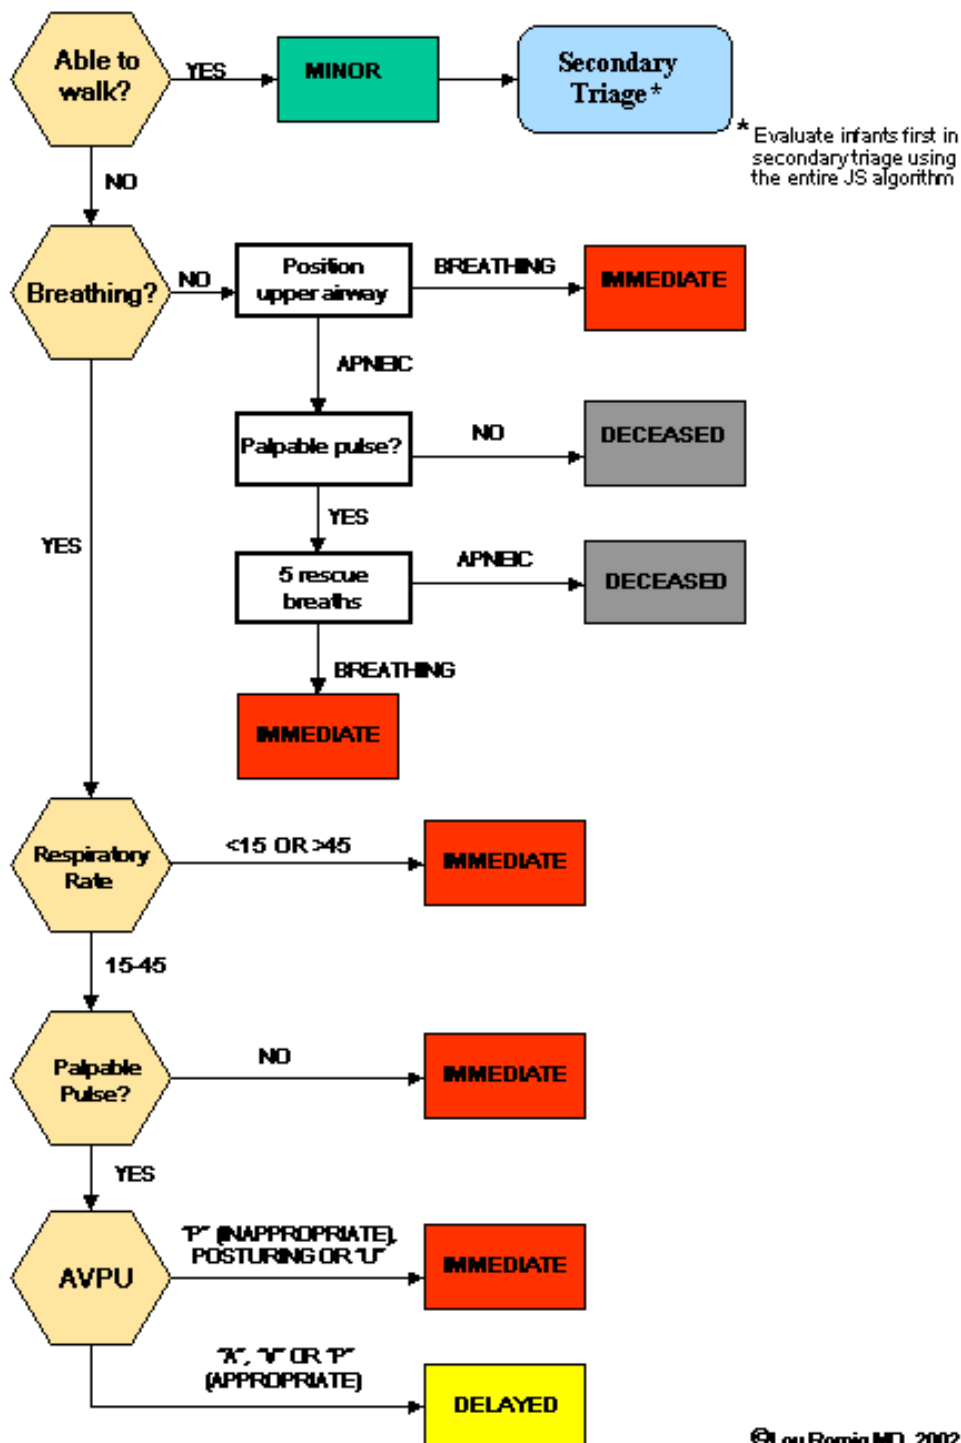 Able to
walk?
YES
MINOR
Secondary
Triage*
* Evaluate infants first in
secondary triage using
the entire JS algorithm
NO
Breathing?
NO
Position
upper airway
BREATHING
IMMEDIATE
APNEIC
Palpable pulse?
NO
DECEASED
YES
YES
5 rescue
breaths
APNEIC
DECEASED
BREATHING
IMMEDIATE
Respiratory
Rate
<15 OR >45
IMMEDIATE
15-45
Palpable
Pulse?
NO
IMMEDIATE
YES
AVPU
"P" (INAPPROPRIATE),
POSTURING OR "U"
IMMEDIATE
"A", "V" OR "P"
(APPROPRIATE)
DELAYED
©Lou Romig MD, 2002